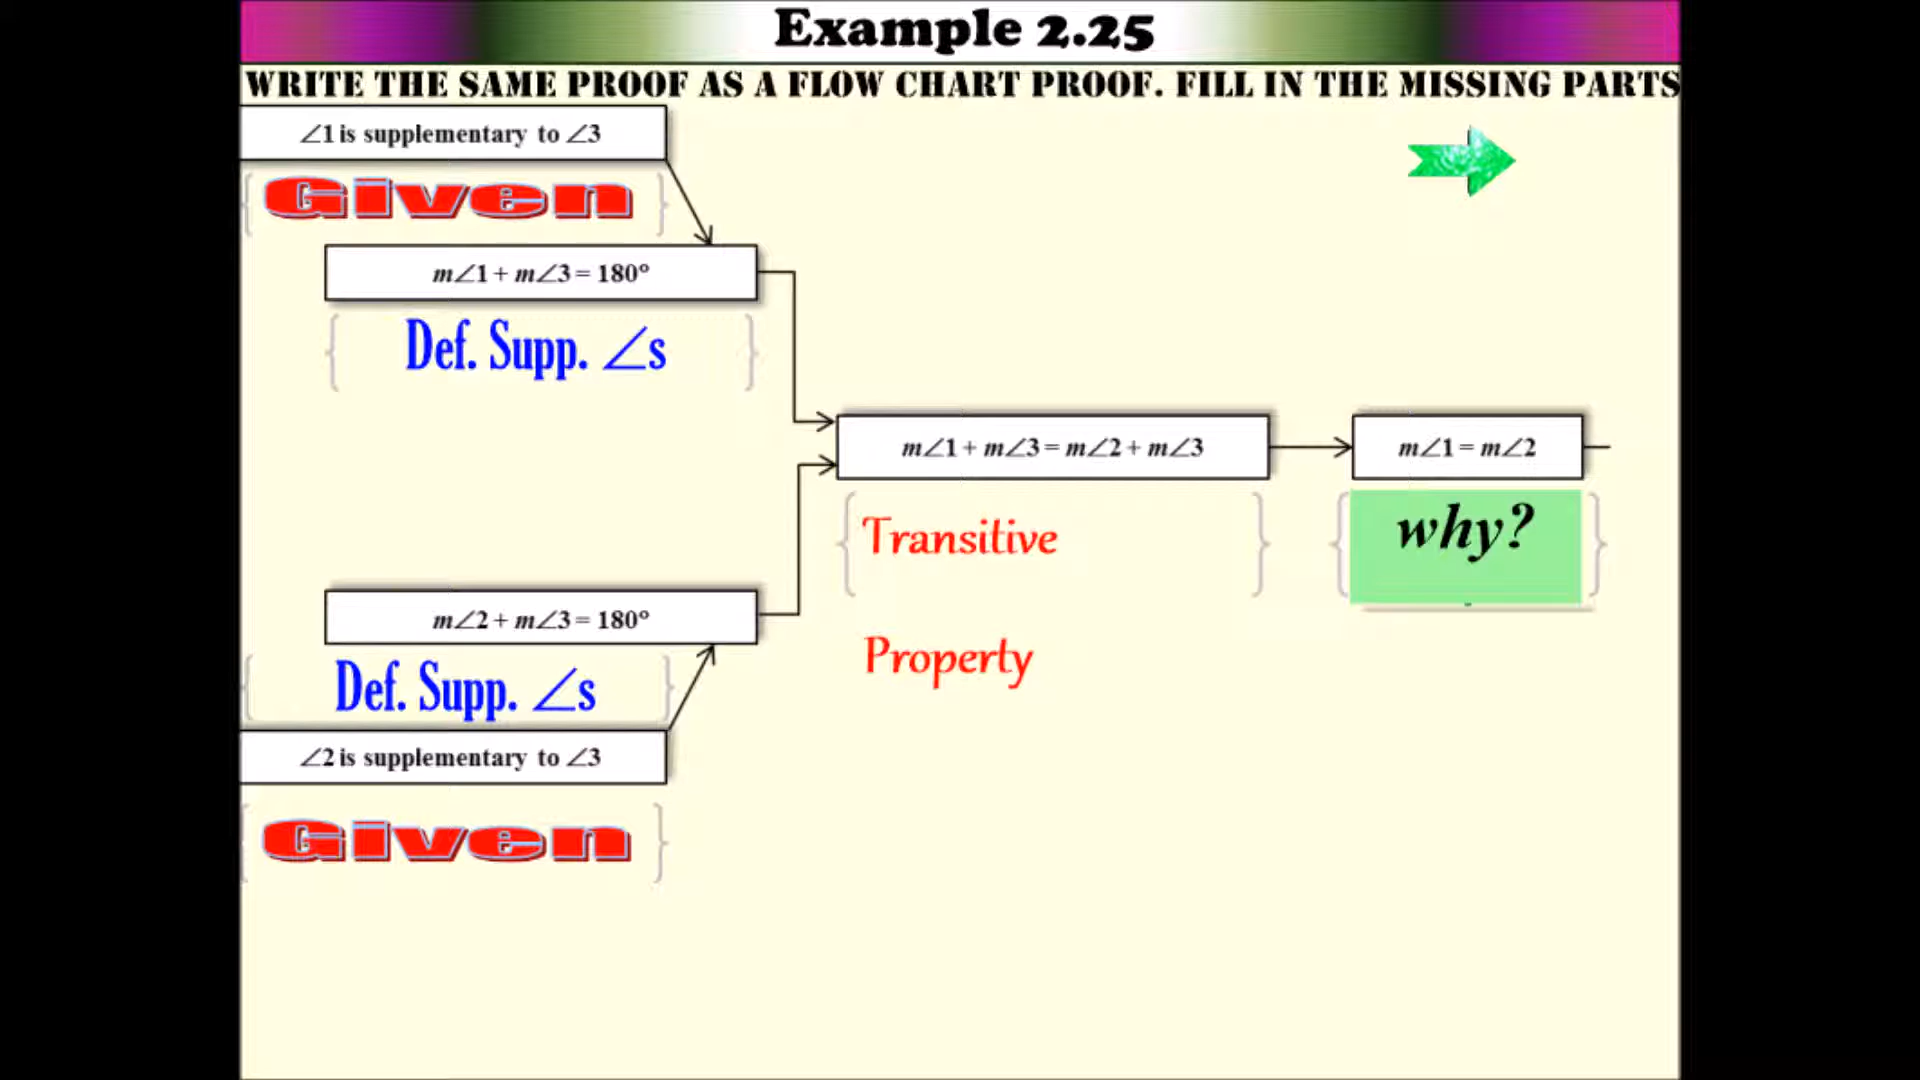 Example 2.25
WRITE THE SAME PROOF AS A FLOW CHART PROOF. FILL IN THE MISSING PARTS
∠1 is supplementary to ∠3
Given
m∠1 + m∠3 = 180°
Def. Supp. ∠s
m∠1 + m∠3 = m∠2 + m∠3
m∠1 = m∠2
Transitive
why?
Property
m∠2 + m∠3 = 180°
Def. Supp. ∠s
∠2 is supplementary to ∠3
Given